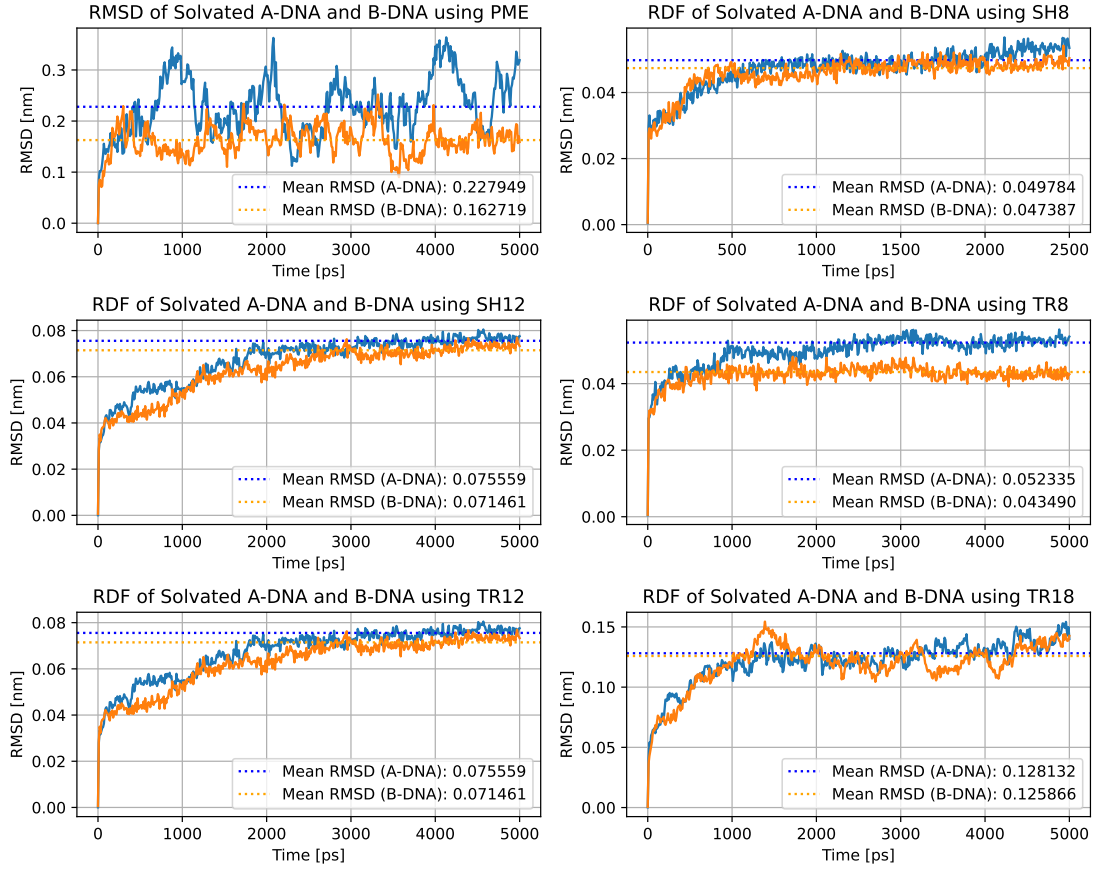 RMSD of Solvated A-DNA and B-DNA using PME
RMSD [nm]
0.3
0.2
0.1
0.0
Mean RMSD (A-DNA): 0.227949
Mean RMSD (B-DNA): 0.162719
0 1000 2000 3000 4000 5000
Time [ps]
RDF of Solvated A-DNA and B-DNA using SH8
RMSD [nm]
0.04
0.02
0.00
Mean RMSD (A-DNA): 0.049784
Mean RMSD (B-DNA): 0.047387
0 500 1000 1500 2000 2500
Time [ps]
RDF of Solvated A-DNA and B-DNA using SH12
RMSD [nm]
0.08
0.06
0.04
0.02
0.00
Mean RMSD (A-DNA): 0.075559
Mean RMSD (B-DNA): 0.071461
0 1000 2000 3000 4000 5000
Time [ps]
RDF of Solvated A-DNA and B-DNA using TR8
RMSD [nm]
0.04
0.02
0.00
Mean RMSD (A-DNA): 0.052335
Mean RMSD (B-DNA): 0.043490
0 1000 2000 3000 4000 5000
Time [ps]
RDF of Solvated A-DNA and B-DNA using TR12
RMSD [nm]
0.08
0.06
0.04
0.02
0.00
Mean RMSD (A-DNA): 0.075559
Mean RMSD (B-DNA): 0.071461
0 1000 2000 3000 4000 5000
Time [ps]
RDF of Solvated A-DNA and B-DNA using TR18
RMSD [nm]
0.15
0.10
0.05
0.00
Mean RMSD (A-DNA): 0.128132
Mean RMSD (B-DNA): 0.125866
0 1000 2000 3000 4000 5000
Time [ps]